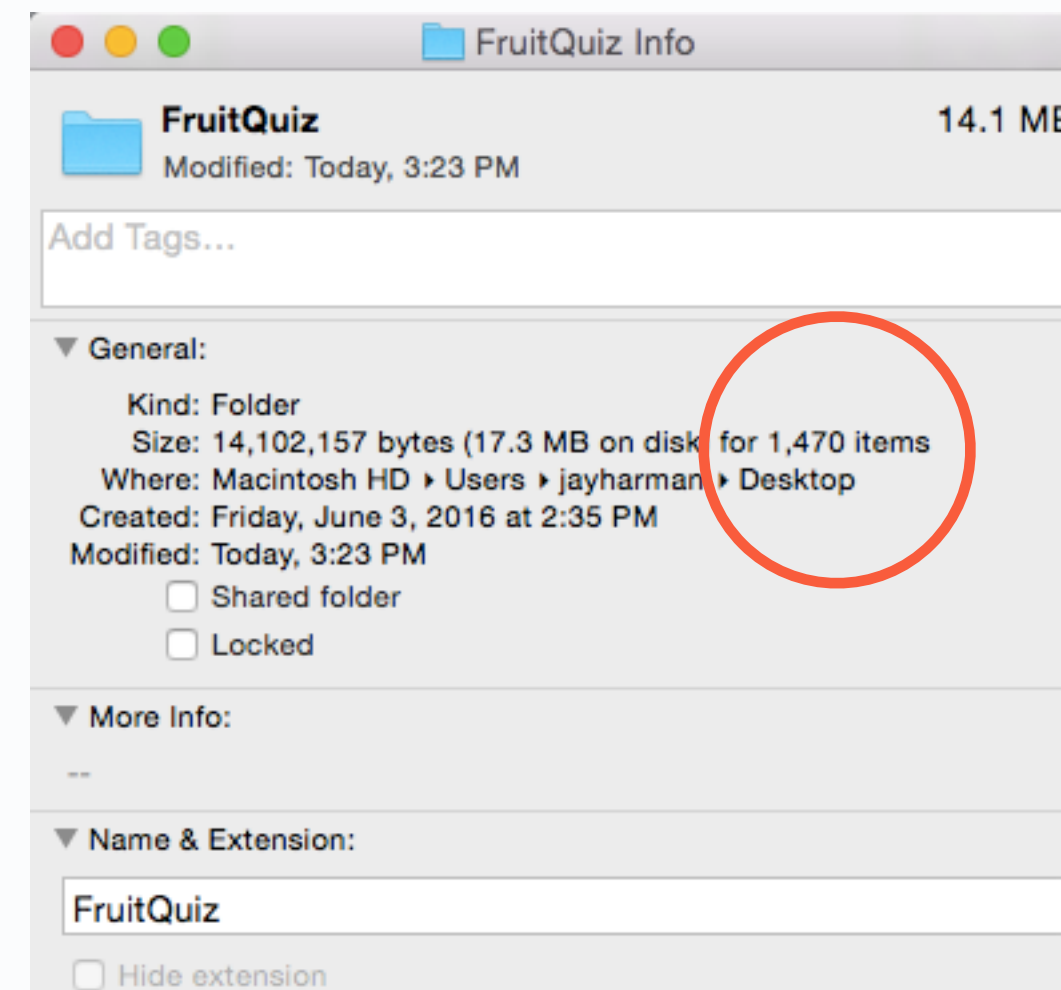 FruitQuiz Info
FruitQuiz 14.1 MB
Modified: Today, 3:23 PM
Add Tags...
General:
Kind: Folder
Size: 14,102,157 bytes (17.3 MB on disk) for 1,470 items
Where: Macintosh HD ▸ Users ▸ jayharman ▸ Desktop
Created: Friday, June 3, 2016 at 2:35 PM
Modified: Today, 3:23 PM
Shared folder
Locked
More Info:
--
Name & Extension:
FruitQuiz
Hide extension